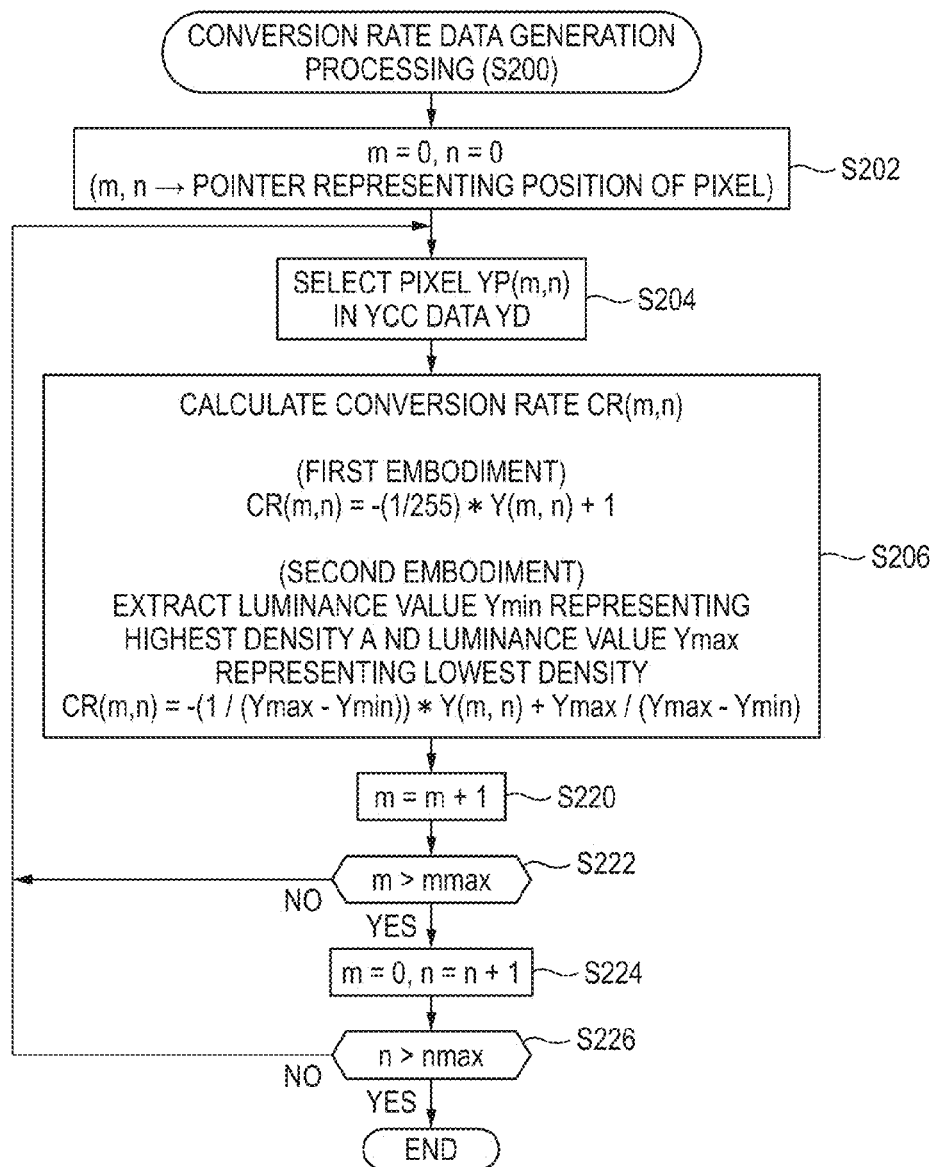 CONVERSION RATE DATA GENERATION
PROCESSING (S200)
m = 0, n = 0
(m, n → POINTER REPRESENTING POSITION OF PIXEL)
S202
SELECT PIXEL YP(m,n)
IN YCC DATA YD
S204
CALCULATE CONVERSION RATE CR(m,n)
(FIRST EMBODIMENT)
CR(m,n) = -(1/255) * Y(m, n) + 1
(SECOND EMBODIMENT)
EXTRACT LUMINANCE VALUE Ymin REPRESENTING
HIGHEST DENSITY A ND LUMINANCE VALUE Ymax
REPRESENTING LOWEST DENSITY
CR(m,n) = -(1 / (Ymax - Ymin)) * Y(m, n) + Ymax / (Ymax - Ymin)
S206
m = m + 1
S220
m > mmax
S222
NO
YES
m = 0, n = n + 1
S224
n > nmax
S226
NO
YES
END